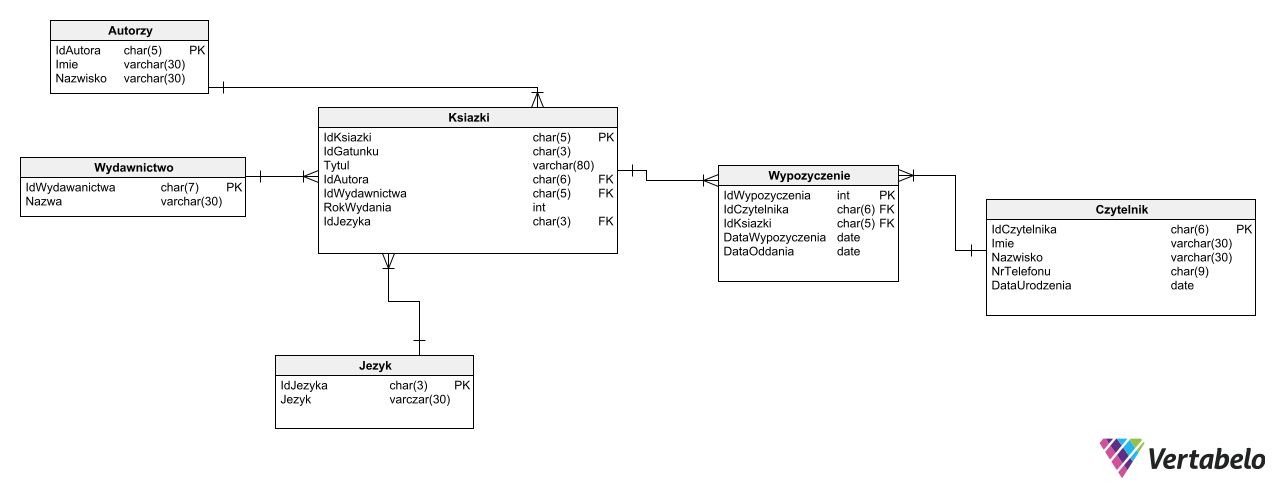 Autorzy
IdAutora char(5) PK
Imie varchar(30)
Nazwisko varchar(30)
Ksiazki
IdKsiazki char(5) PK
IdGatunku char(3)
Tytul varchar(80)
IdAutora char(6) FK
IdWydawnictwa char(5) FK
RokWydania int
IdJezyka char(3) FK
Wydawnictwo
IdWydawanictwa char(7) PK
Nazwa varchar(30)
Wypozyczenie
IdWypozyczenia int PK
IdCzytelnika char(6) FK
IdKsiazki char(5) FK
DataWypozyczenia date
DataOddania date
Czytelnik
IdCzytelnika char(6) PK
Imie varchar(30)
Nazwisko varchar(30)
NrTelefonu char(9)
DataUrodzenia date
Jezyk
IdJezyka char(3) PK
Jezyk varczar(30)
Vertabelo